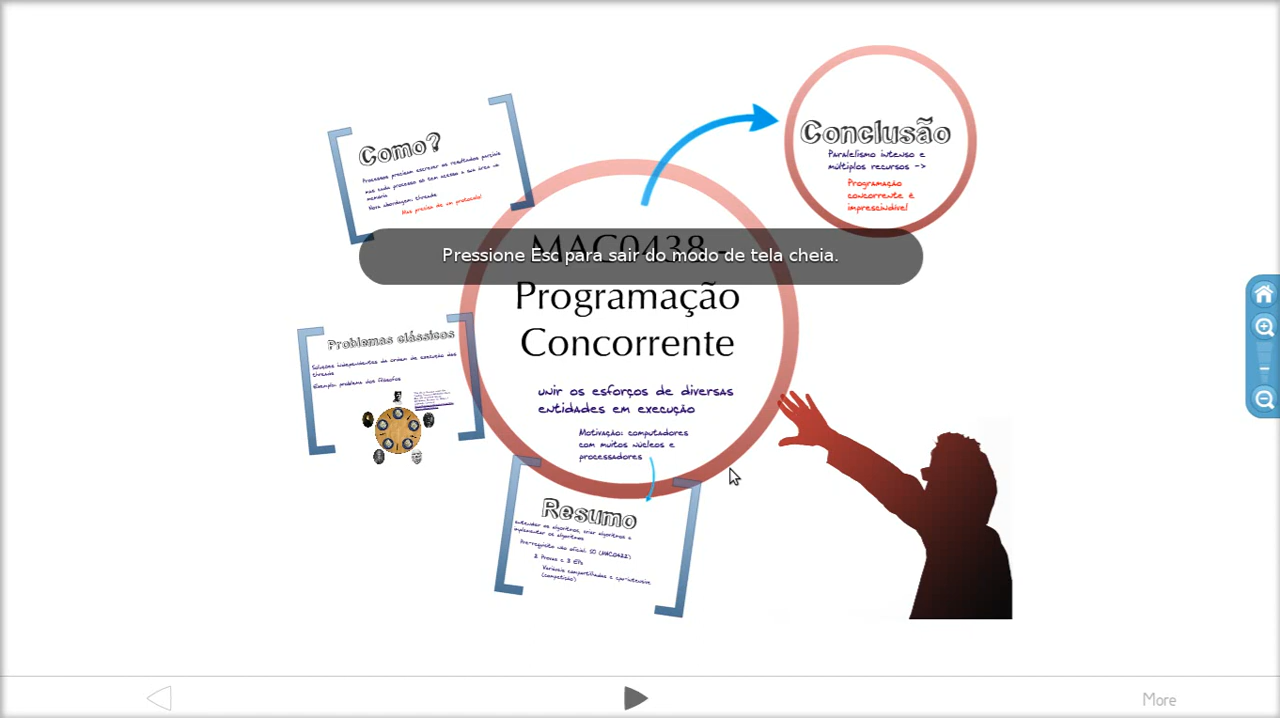 Como?
Processos precisam escrever os resultados parciais
mas cada processo só tem acesso a sua área de
memória
Nova abordagem: threads
Mas precisa de um protocolo!
Conclusão
Paralelismo intenso e
múltiplos recursos ->
Programação
concorrente é
imprescindível
MAC0438 -
Pressione Esc para sair do modo de tela cheia.
Programação
Concorrente
unir os esforços de diversas
entidades em execução
Motivação: computadores
com muitos núcleos e
processadores
Problemas clássicos
Soluções independentes da ordem de execução das
threads
Exemplo: problema dos filósofos
Resumo
entender os algoritmos, criar algoritmos e
implementar os algoritmos
Pré-requisito não oficial: SO (MAC0422)
2 Provas e 3 EPs
Variáveis compartilhadas e cpu-intensive
(competição)
More